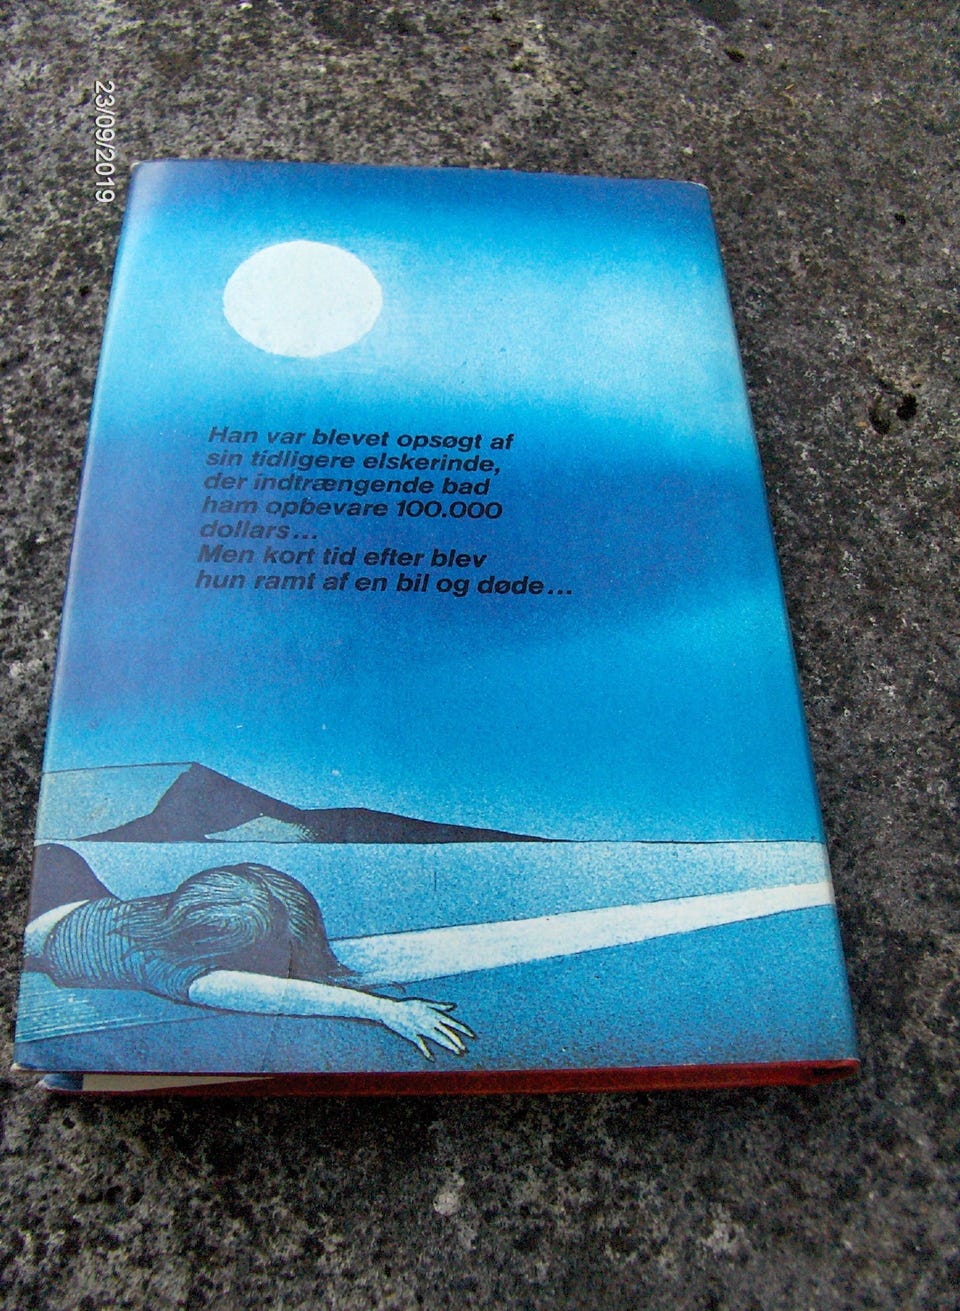 23/09/2019
Han var blevet opsøgt af
sin tidligere elskerinde,
der indtrængende bad
ham opbevare 100.000
dollars...
Men kort tid efter blev
hun ramt af en bil og døde...